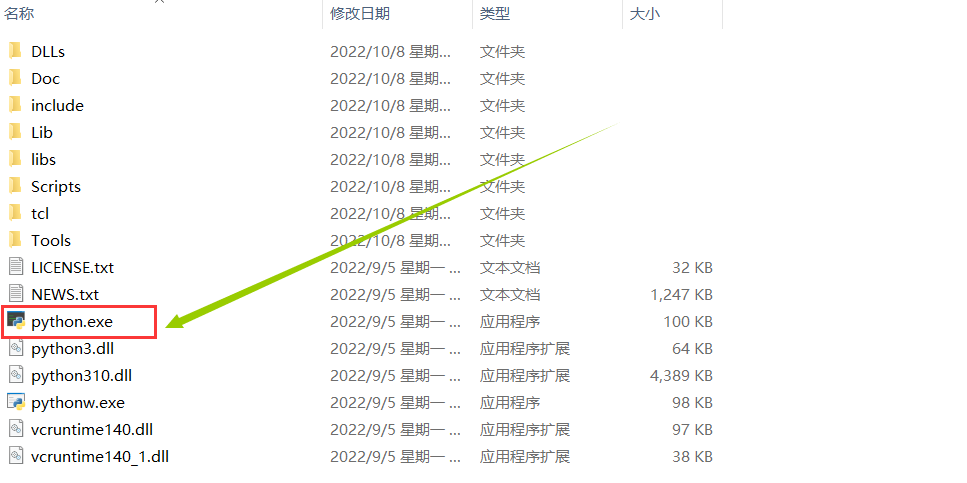 名称 修改日期 类型 大小
DLLs 2022/10/8 星期... 文件夹
Doc 2022/10/8 星期... 文件夹
include 2022/10/8 星期... 文件夹
Lib 2022/10/8 星期... 文件夹
libs 2022/10/8 星期... 文件夹
Scripts 2022/10/8 星期... 文件夹
tcl 2022/10/8 星期... 文件夹
Tools 2022/10/8 星期... 文件夹
LICENSE.txt 2022/9/5 星期一 ... 文本文档 32 KB
NEWS.txt 2022/9/5 星期一 ... 文本文档 1,247 KB
python.exe 2022/9/5 星期一 ... 应用程序 100 KB
python3.dll 2022/9/5 星期一 ... 应用程序扩展 64 KB
python310.dll 2022/9/5 星期一 ... 应用程序扩展 4,389 KB
pythonw.exe 2022/9/5 星期一 ... 应用程序 98 KB
vcruntime140.dll 2022/9/5 星期一 ... 应用程序扩展 97 KB
vcruntime140_1.dll 2022/9/5 星期一 ... 应用程序扩展 38 KB